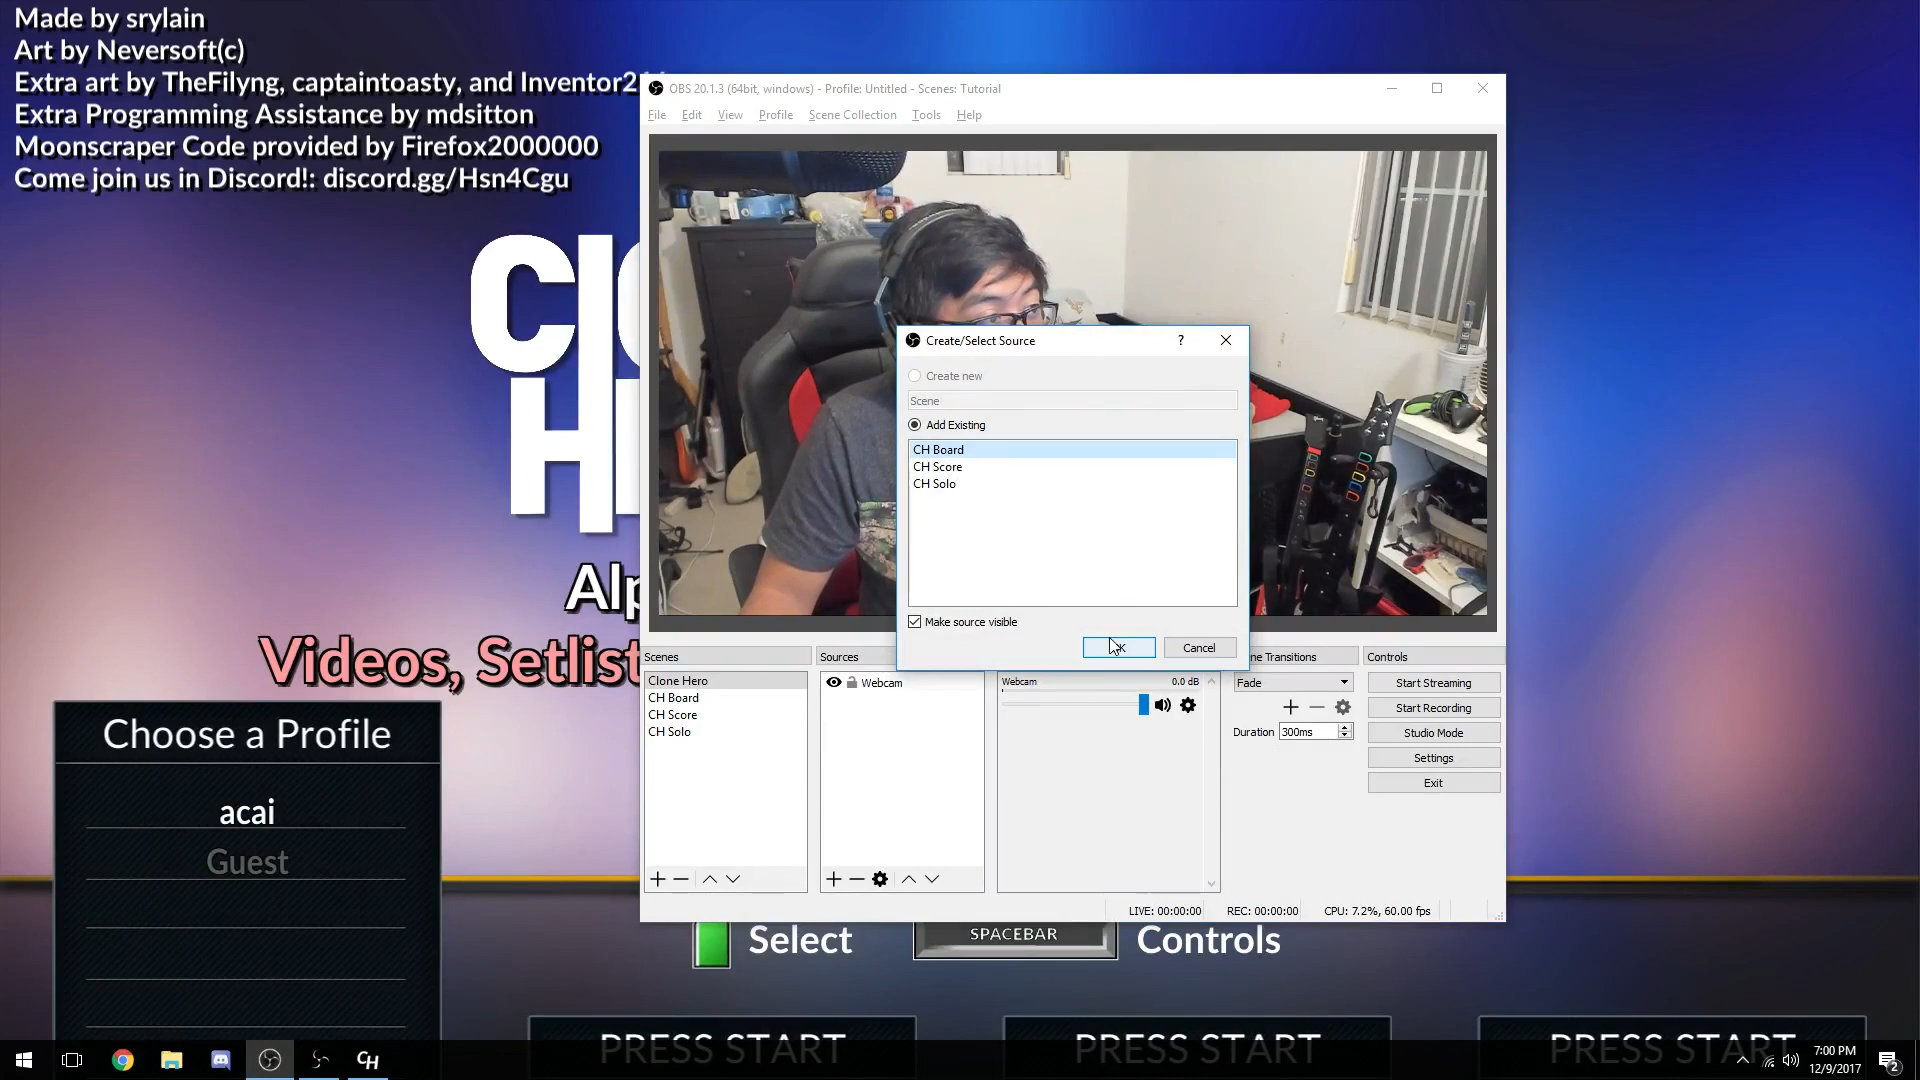 Made by srylain
Art by Neversoft(c)
Extra art by TheFilyng, captaintoasty, and
Extra Programming Assistance by mdsitton
Moonscraper Code provided by Firefox2000000
Come join us in Discord!: discord.gg/Hsn4Cgu
OBS 20.1.3 (64bit, windows) - Profile: Untitled - Scenes: Tutorial
File Edit View Profile Scene Collection Tools Help
Create/Select Source
?
Create new
Scene
Add Existing
CH Board
CH Score
CH Solo
Make source visible
Cancel
Videos, Setlist
Scenes
Clone Hero
CH Board
CH Score
CH Solo
Sources
Webcam
Webcam 0.0 dB
Transitions
Fade
Duration 300ms
Controls
Start Streaming
Start Recording
Studio Mode
Settings
Exit
LIVE: 00:00:00 REC: 00:00:00 CPU: 7.2%, 60.00 fps
Choose a Profile
acai
Guest
Select
SPACEBAR
Controls
PRESS START
PRESS START
PRESS START
CH
7:00 PM
12/9/2017
2